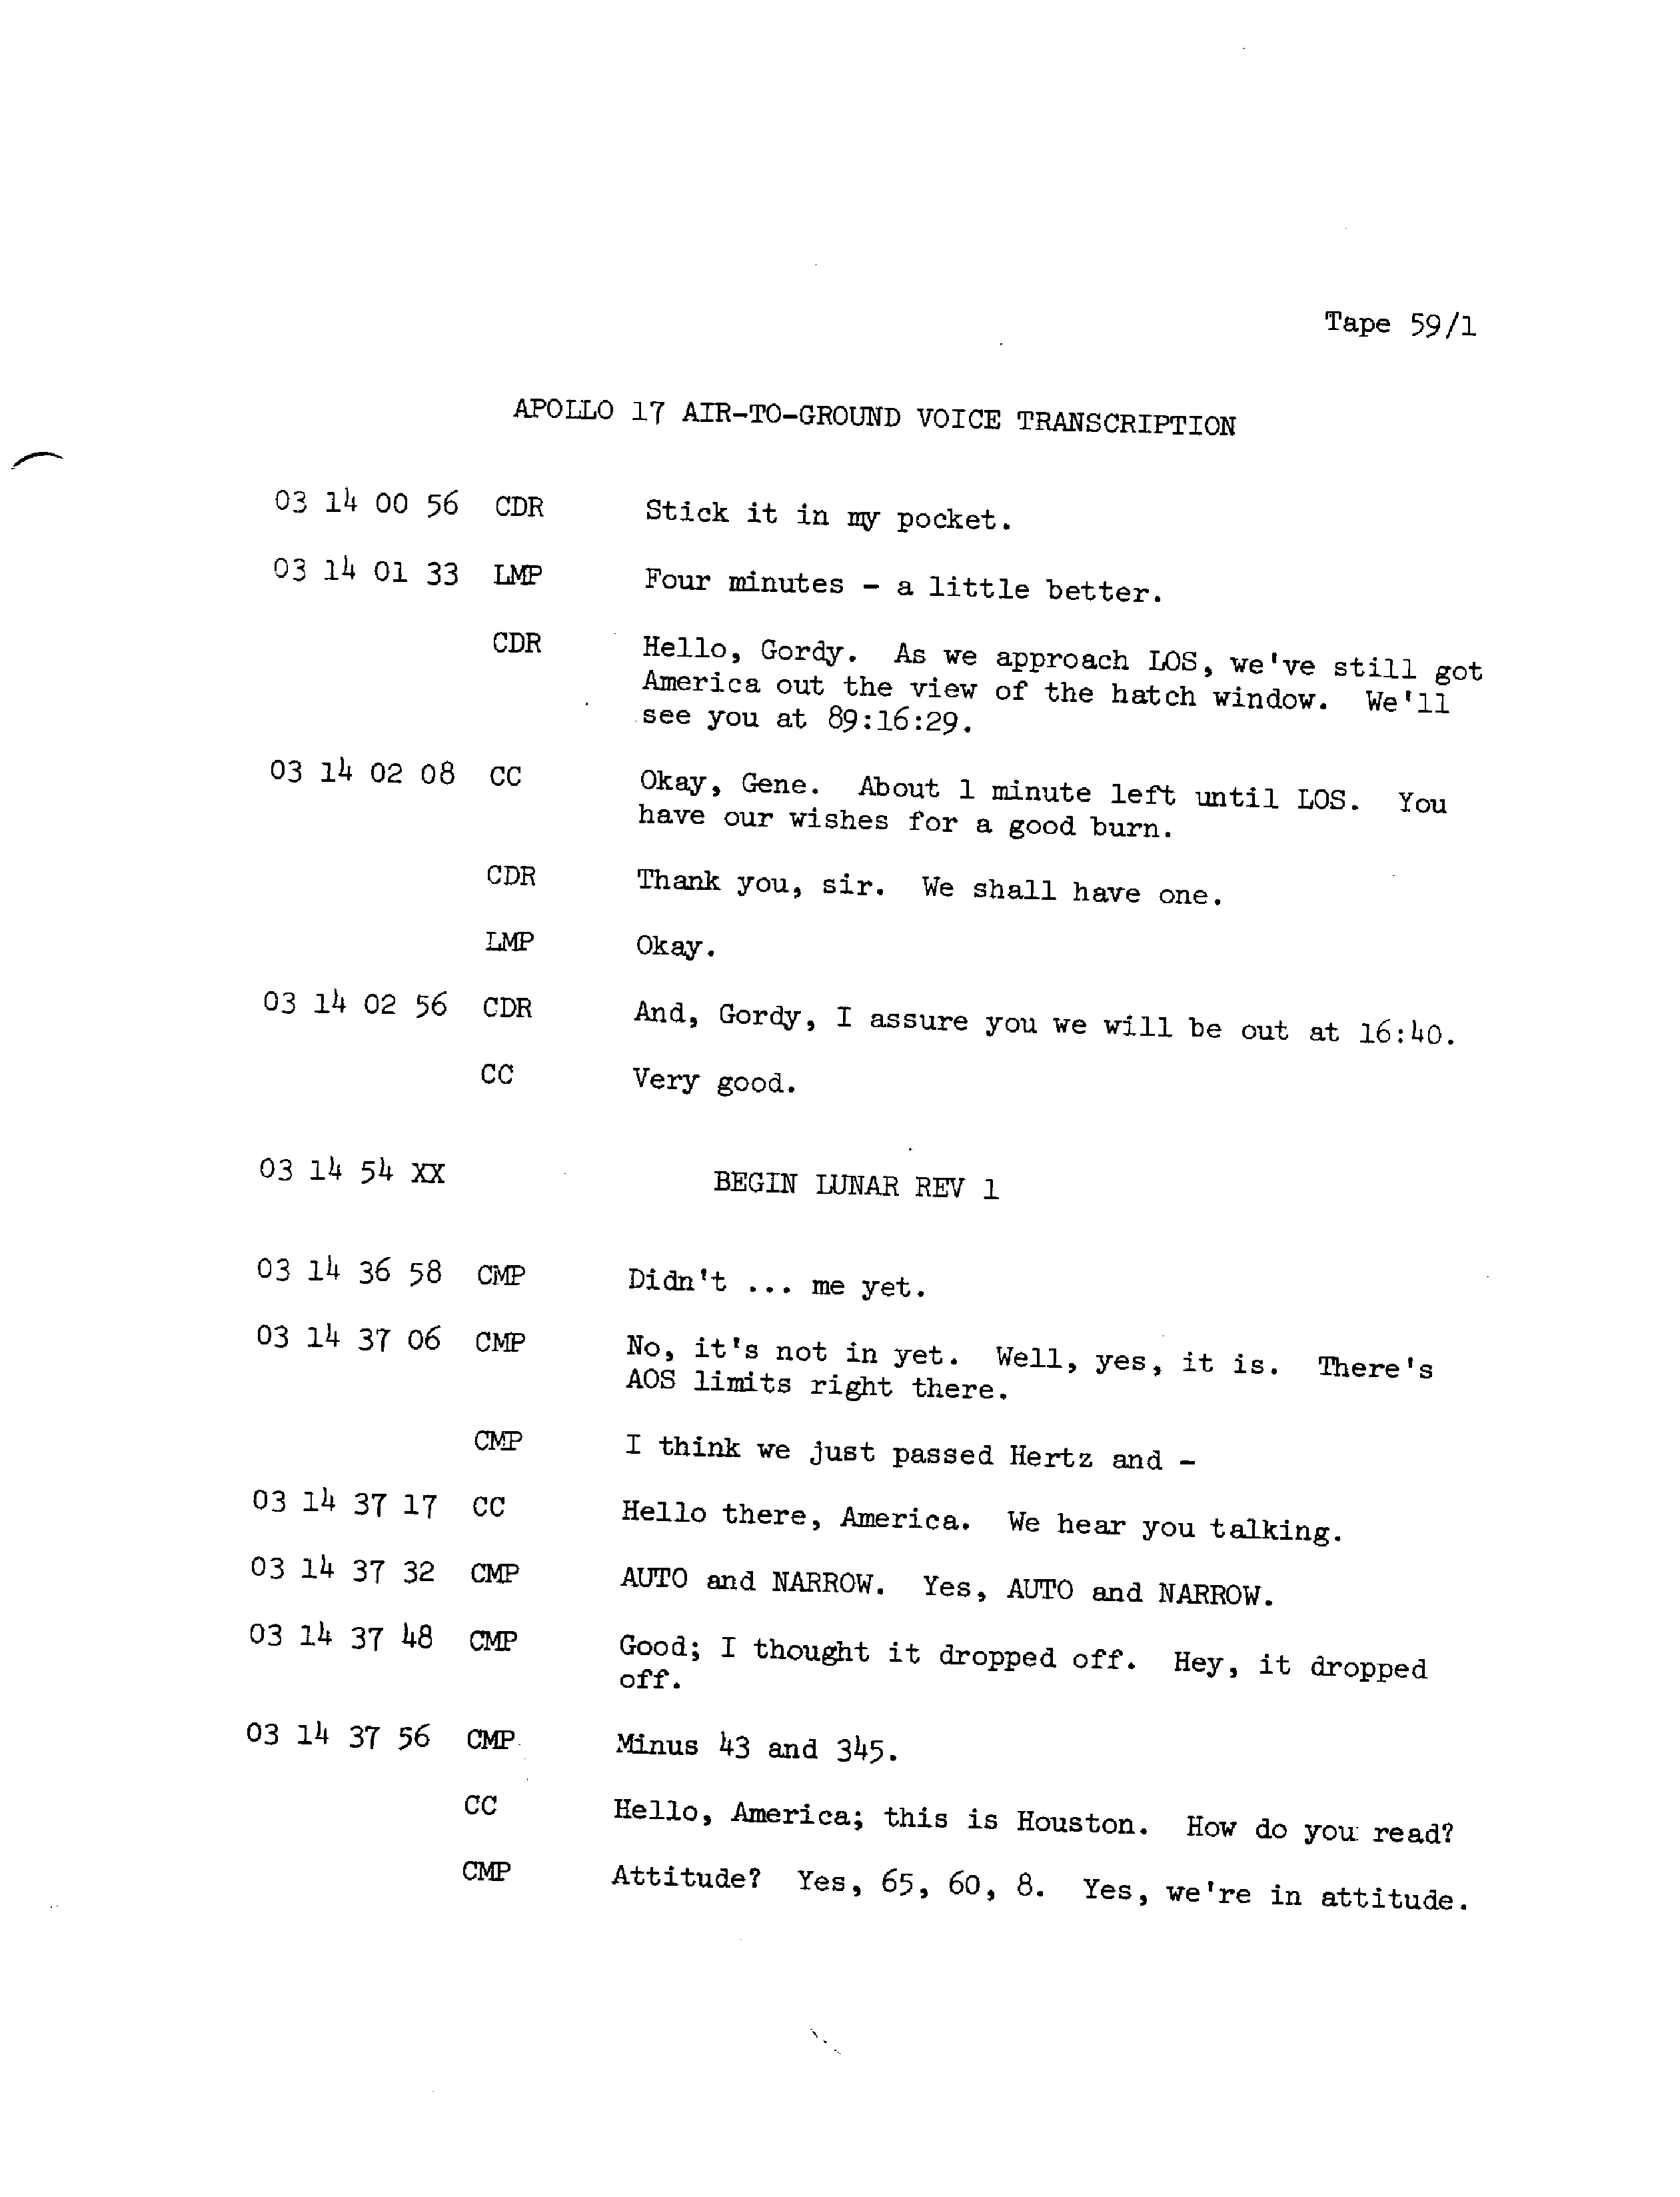 Tape 59/1
APOLLO 17 AIR-TO-GROUND VOICE TRANSCRIPTION
03 14 00 56 CDR Stick it in my pocket.
03 14 01 33 LMP Four minutes - a little better.
CDR Hello, Gordy. As we approach LOS, we've still got
America out the view of the hatch window. We'll
see you at 89:16:29.
03 14 02 08 CC Okay, Gene. About 1 minute left until LOS. You
have our wishes for a good burn.
CDR Thank you, sir. We shall have one.
LMP Okay.
03 14 02 56 CDR And, Gordy, I assure you we will be out at 16:40.
CC Very good.
03 14 54 XX BEGIN LUNAR REV 1
03 14 36 58 CMP Didn't ... me yet.
03 14 37 06 CMP No, it's not in yet. Well, yes, it is. There's
AOS limits right there.
CMP I think we just passed Hertz and -
03 14 37 17 CC Hello there, America. We hear you talking.
03 14 37 32 CMP AUTO and NARROW. Yes, AUTO and NARROW.
03 14 37 48 CMP Good; I thought it dropped off. Hey, it dropped
off.
03 14 37 56 CMP Minus 43 and 345.
CC Hello, America; this is Houston. How do you read?
CMP Attitude? Yes, 65, 60, 8. Yes, we're in attitude.